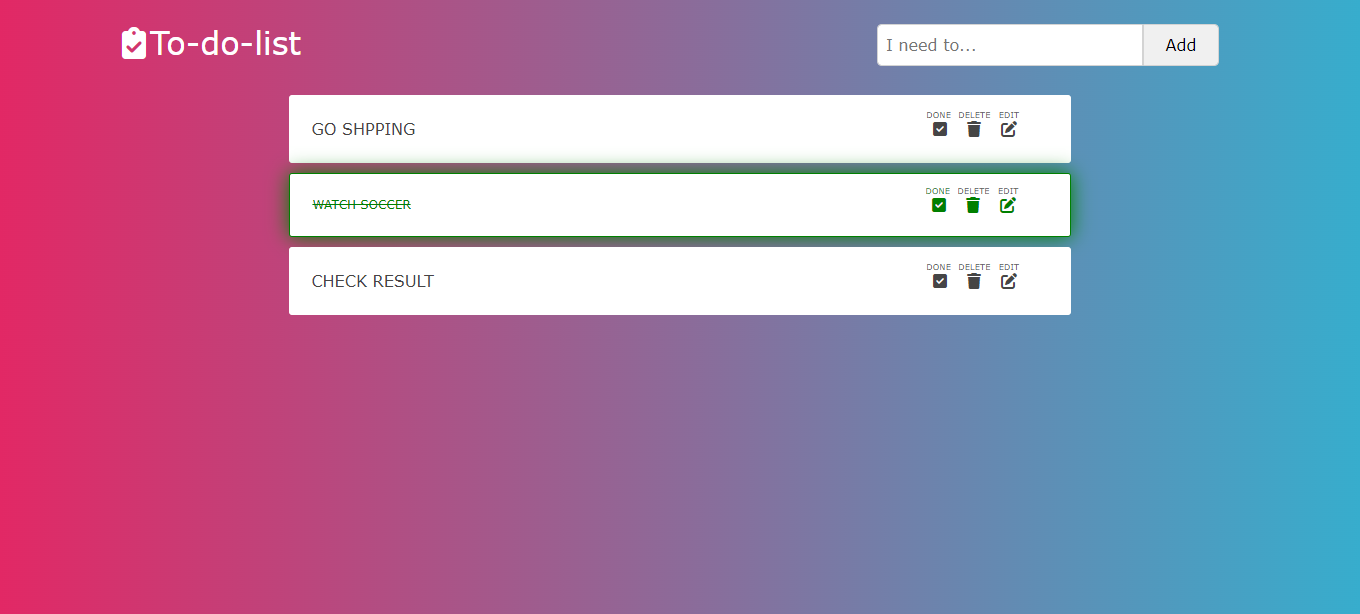 To-do-list
I need to...
Add
GO SHPPING
DONE DELETE EDIT
WATCH SOCCER
DONE DELETE EDIT
CHECK RESULT
DONE DELETE EDIT